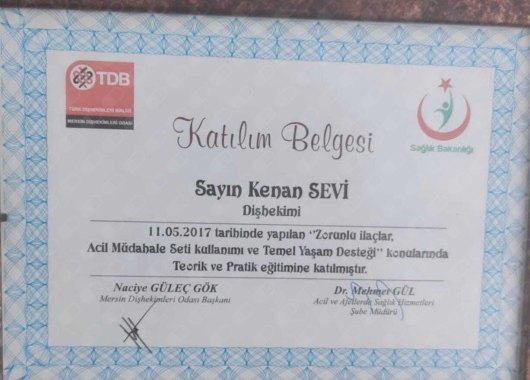 TDB
TÜRK DİŞHEKİMLERİ BİRLİĞİ
MERSİN DİŞHEKİMLERİ ODASI
Sağlık Bakanlığı
Katılım Belgesi
Sayın Kenan SEVİ
Dişhekimi
11.05.2017 tarihinde yapılan "Zorunlu ilaçlar,
Acil Müdahale Seti kullanımı ve Temel Yaşam Desteği" konularında
Teorik ve Pratik eğitimine katılmıştır.
Naciye GÜLEÇ GÖK
Mersin Dişhekimleri Odası Başkanı
Dr. Mehmet GÜL
Acil ve Afetlerde Sağlık Hizmetleri
Şube Müdürü